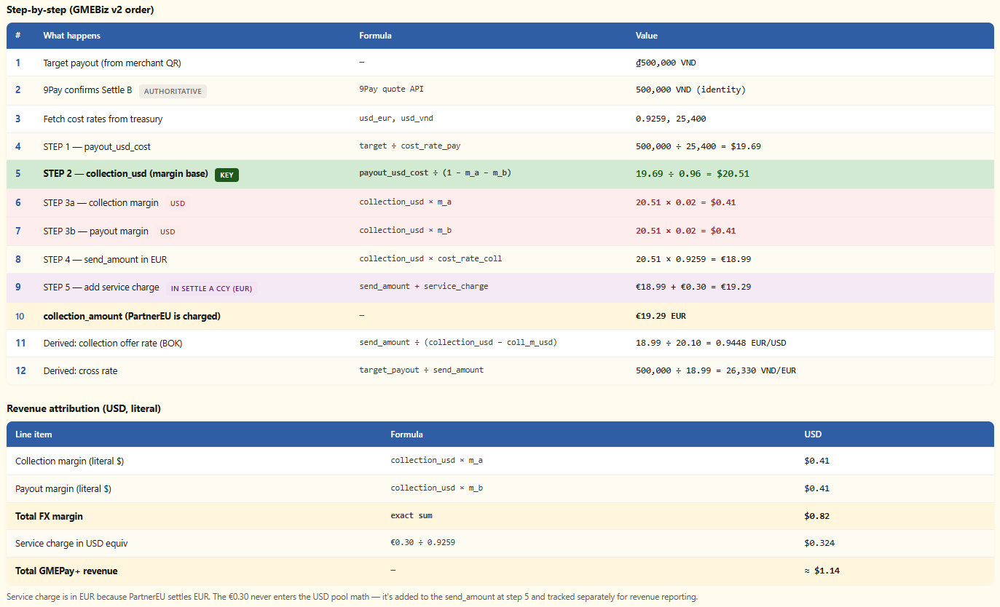 Step-by-step (GMEBiz v2 order)
# What happens Formula Value
1 Target payout (from merchant QR) — ₫500,000 VND
2 9Pay confirms Settle B AUTHORITATIVE 9Pay quote API 500,000 VND (identity)
3 Fetch cost rates from treasury usd_eur, usd_vnd 0.9259, 25,400
4 STEP 1 — payout_usd_cost target ÷ cost_rate_pay 500,000 ÷ 25,400 = $19.69
5 STEP 2 — collection_usd (margin base) KEY payout_usd_cost ÷ (1 − m_a − m_b) 19.69 ÷ 0.96 = $20.51
6 STEP 3a — collection margin USD collection_usd × m_a 20.51 × 0.02 = $0.41
7 STEP 3b — payout margin USD collection_usd × m_b 20.51 × 0.02 = $0.41
8 STEP 4 — send_amount in EUR collection_usd × cost_rate_coll 20.51 × 0.9259 = €18.99
9 STEP 5 — add service charge IN SETTLE A CCY (EUR) send_amount + service_charge €18.99 + €0.30 = €19.29
10 collection_amount (PartnerEU is charged) — €19.29 EUR
11 Derived: collection offer rate (BOK) send_amount ÷ (collection_usd − coll_m_usd) 18.99 ÷ 20.10 = 0.9448 EUR/USD
12 Derived: cross rate target_payout ÷ send_amount 500,000 ÷ 18.99 = 26,330 VND/EUR
Revenue attribution (USD, literal)
Line item Formula USD
Collection margin (literal $) collection_usd × m_a $0.41
Payout margin (literal $) collection_usd × m_b $0.41
Total FX margin exact sum $0.82
Service charge in USD equiv €0.30 ÷ 0.9259 $0.324
Total GMEPay+ revenue — ≈ $1.14
Service charge is in EUR because PartnerEU settles EUR. The €0.30 never enters the USD pool math — it's added to the send_amount at step 5 and tracked separately for revenue reporting.